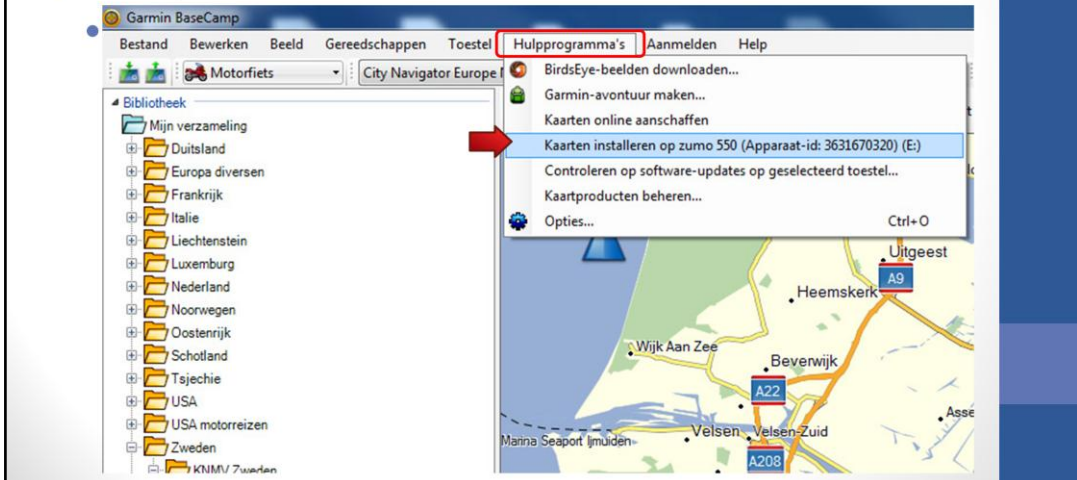 Garmin BaseCamp
Bestand Bewerken Beeld Gereedschappen Toestel Hulpprogramma's Aanmelden Help
Motorfiets City Navigator Europe
BirdsEye-beelden downloaden...
Garmin-avontuur maken...
Kaarten online aanschaffen
Kaarten installeren op zumo 550 (Apparaat-id: 3631670320) (E:)
Controleren op software-updates op geselecteerd toestel...
Kaartproducten beheren...
Opties... Ctrl+O
Bibliotheek
Mijn verzameling
Duitsland
Europa diversen
Frankrijk
Italie
Liechtenstein
Luxemburg
Nederland
Noorwegen
Oostenrijk
Schotland
Tsjechie
USA
USA motorreizen
Zweden
KNMV Zweden
Uitgeest
A9
Heemskerk
Wijk Aan Zee
Beverwijk
A22
Asse
Velsen Velsen-Zuid
Marina Seaport Ijmuiden
A208